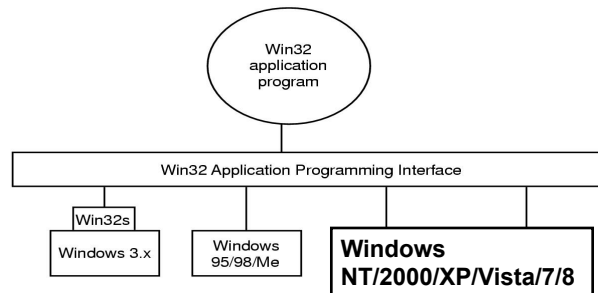 Win32
application
program
Win32 Application Programming Interface
Win32s
Windows 3.x
Windows
95/98/Me
Windows
NT/2000/XP/Vista/7/8